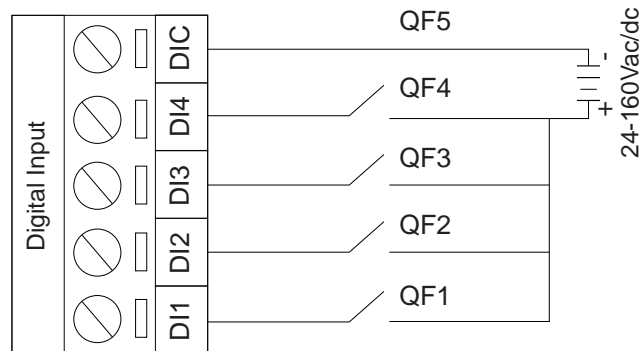 Digital Input
DIC
DI4
DI3
DI2
DI1
QF5
QF4
QF3
QF2
QF1
-
+
24-160Vac/dc